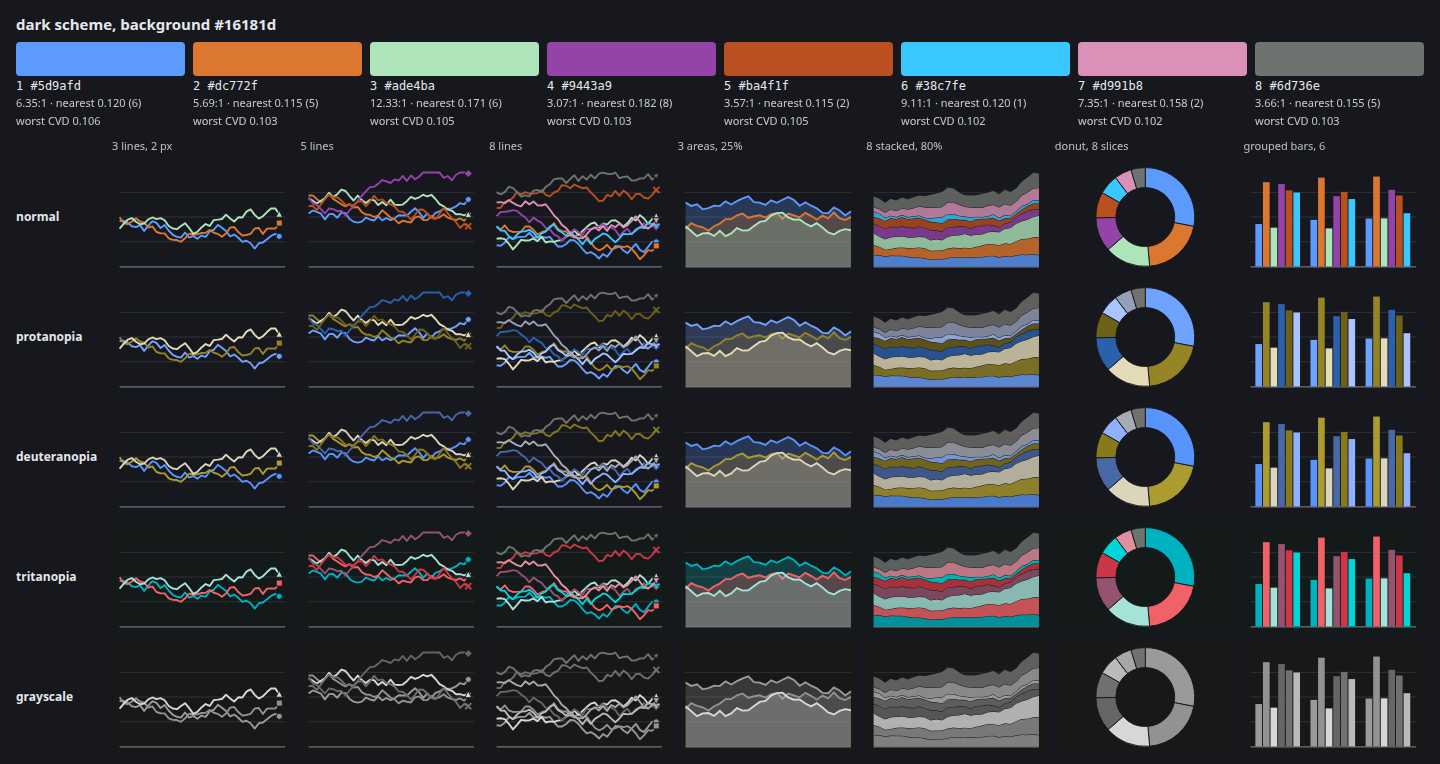 dark scheme, background #16181d
1 #5d9afd
2 #dc772f
3 #ade4ba
4 #9443a9
5 #ba4f1f
6 #38c7fe
7 #d991b8
8 #6d736e
6.35:1 · nearest 0.120 (6)
5.69:1 · nearest 0.115 (5)
12.33:1 · nearest 0.171 (6)
3.07:1 · nearest 0.182 (8)
3.57:1 · nearest 0.115 (2)
9.11:1 · nearest 0.120 (1)
7.35:1 · nearest 0.158 (2)
3.66:1 · nearest 0.155 (5)
worst CVD 0.106
worst CVD 0.103
worst CVD 0.105
worst CVD 0.103
worst CVD 0.105
worst CVD 0.102
worst CVD 0.102
worst CVD 0.103
3 lines, 2 px
5 lines
8 lines
3 areas, 25%
8 stacked, 80%
donut, 8 slices
grouped bars, 6
normal
protanopia
deuteranopia
tritanopia
grayscale